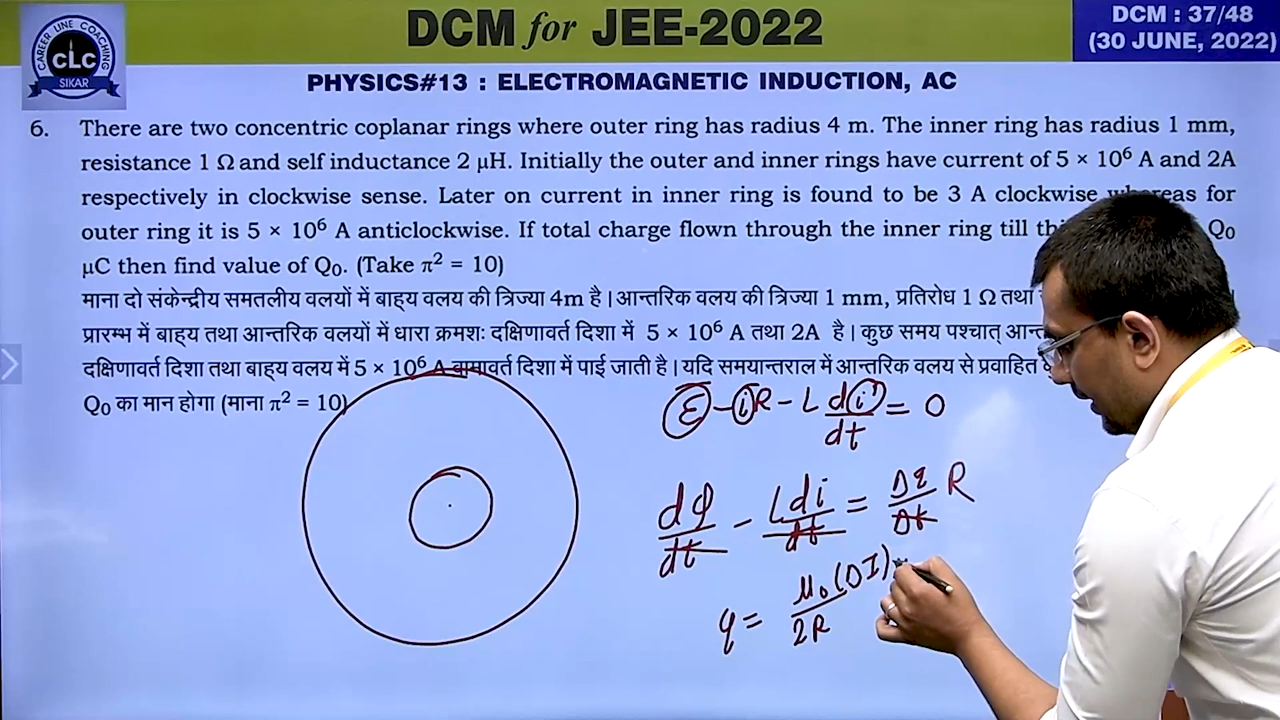 DCM for JEE-2022
DCM : 37/48
(30 JUNE, 2022)
CAREER LINE COACHING
CLC
SIKAR
PHYSICS#13 : ELECTROMAGNETIC INDUCTION, AC
6. There are two concentric coplanar rings where outer ring has radius 4 m. The inner ring has radius 1 mm,
resistance 1 Ω and self inductance 2 μH. Initially the outer and inner rings have current of 5 × 10⁶ A and 2A
respectively in clockwise sense. Later on current in inner ring is found to be 3 A clockwise whereas for
outer ring it is 5 × 10⁶ A anticlockwise. If total charge flown through the inner ring till Q₀
μC then find value of Q₀. (Take π² = 10)
माना दो संकेन्द्रीय समतलीय वलयों में बाह्य वलय की त्रिज्या 4m है। आन्तरिक वलय की त्रिज्या 1 mm, प्रतिरोध 1 Ω तथा
प्रारम्भ में बाह्य तथा आन्तरिक वलयों में धारा क्रमशः दक्षिणावर्त दिशा में 5 × 10⁶ A तथा 2A है। कुछ समय पश्चात्
दक्षिणावर्त दिशा तथा बाह्य वलय में 5 × 10⁶ A वामावर्त दिशा में पाई जाती है। यदि समयान्तराल में आन्तरिक वलय से प्रवाहित
Q₀ का मान होगा (माना π² = 10)
ε - iR - L di/dt = 0
dφ/dt - L di/dt = Δq/Δt R
q = μ₀(ΔI)/2R